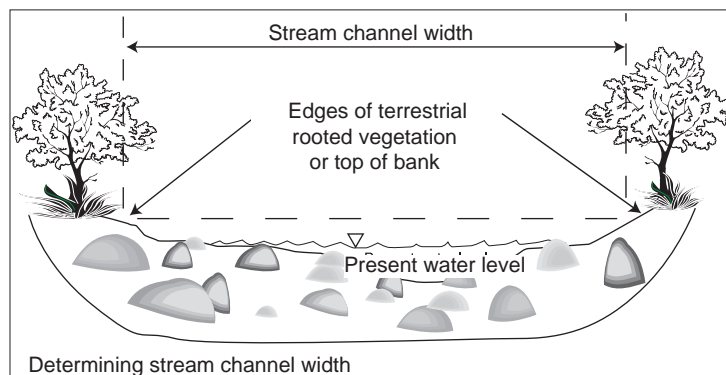 Stream channel width
Edges of terrestrial
rooted vegetation
or top of bank
Present water level
Determining stream channel width